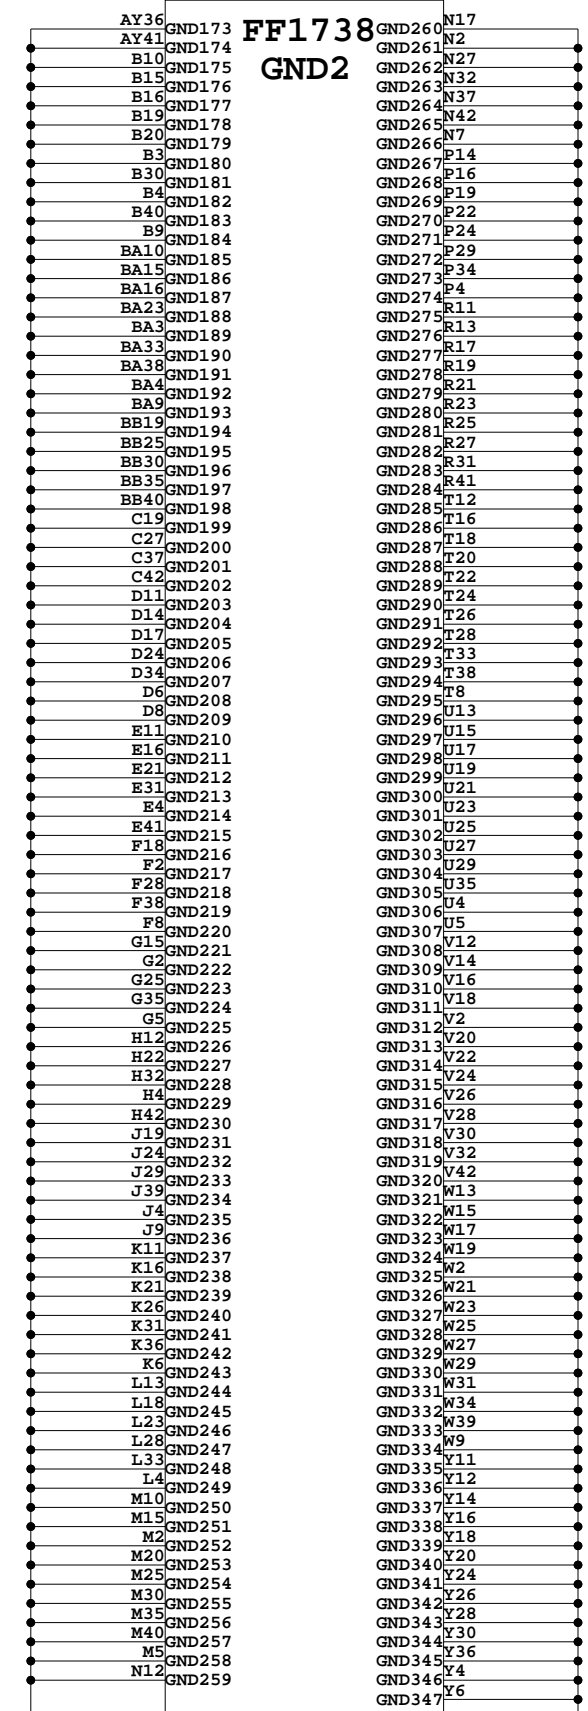 AY36 GND173 FF1738 GND260 N17
AY41 GND174 GND261 N2
B10 GND175 GND2 GND262 N27
B15 GND176 GND263 N32
B16 GND177 GND264 N37
B19 GND178 GND265 N42
B20 GND179 GND266 N7
B3 GND180 GND267 P14
B30 GND181 GND268 P16
B4 GND182 GND269 P19
B40 GND183 GND270 P22
B9 GND184 GND271 P24
BA10 GND185 GND272 P29
BA15 GND186 GND273 P34
BA16 GND187 GND274 P4
BA23 GND188 GND275 R11
BA3 GND189 GND276 R13
BA33 GND190 GND277 R17
BA38 GND191 GND278 R19
BA4 GND192 GND279 R21
BA9 GND193 GND280 R23
BB19 GND194 GND281 R25
BB25 GND195 GND282 R27
BB30 GND196 GND283 R31
BB35 GND197 GND284 R41
BB40 GND198 GND285 T12
C19 GND199 GND286 T16
C27 GND200 GND287 T18
C37 GND201 GND288 T20
C42 GND202 GND289 T22
D11 GND203 GND290 T24
D14 GND204 GND291 T26
D17 GND205 GND292 T28
D24 GND206 GND293 T33
D34 GND207 GND294 T38
D6 GND208 GND295 T8
D8 GND209 GND296 U13
E11 GND210 GND297 U15
E16 GND211 GND298 U17
E21 GND212 GND299 U19
E31 GND213 GND300 U21
E4 GND214 GND301 U23
E41 GND215 GND302 U25
F18 GND216 GND303 U27
F2 GND217 GND304 U29
F28 GND218 GND305 U35
F38 GND219 GND306 U4
F8 GND220 GND307 U5
G15 GND221 GND308 V12
G2 GND222 GND309 V14
G25 GND223 GND310 V16
G35 GND224 GND311 V18
G5 GND225 GND312 V2
H12 GND226 GND313 V20
H22 GND227 GND314 V22
H32 GND228 GND315 V24
H4 GND229 GND316 V26
H42 GND230 GND317 V28
J19 GND231 GND318 V30
J24 GND232 GND319 V32
J29 GND233 GND320 V42
J39 GND234 GND321 W13
J4 GND235 GND322 W15
J9 GND236 GND323 W17
K11 GND237 GND324 W19
K16 GND238 GND325 W2
K21 GND239 GND326 W21
K26 GND240 GND327 W23
K31 GND241 GND328 W25
K36 GND242 GND329 W27
K6 GND243 GND330 W29
L13 GND244 GND331 W31
L18 GND245 GND332 W34
L23 GND246 GND333 W39
L28 GND247 GND334 W9
L33 GND248 GND335 Y11
L4 GND249 GND336 Y12
M10 GND250 GND337 Y14
M15 GND251 GND338 Y16
M2 GND252 GND339 Y18
M20 GND253 GND340 Y20
M25 GND254 GND341 Y24
M30 GND255 GND342 Y26
M35 GND256 GND343 Y28
M40 GND257 GND344 Y30
M5 GND258 GND345 Y36
N12 GND259 GND346 Y4
GND347 Y6